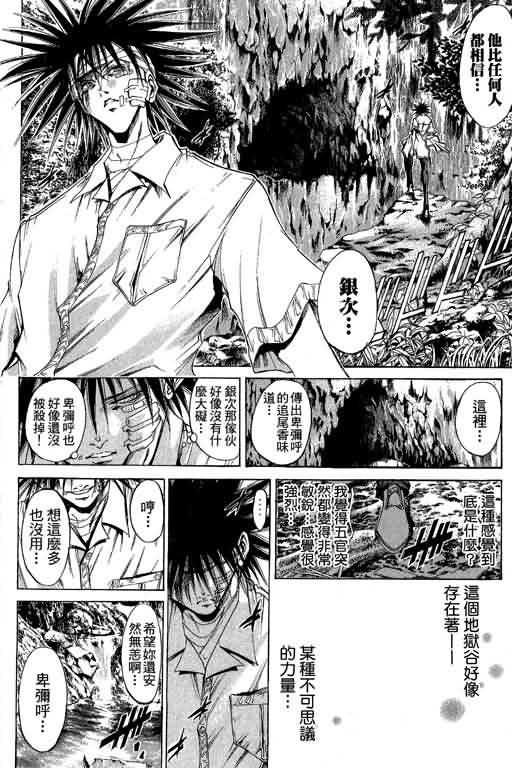 他比任何人
都相信…
銀次…
這裡…
傳出卑彌呼
的追尾香味
道…
銀次那傢伙
好像沒有什
麼大礙…
卑彌呼也
好像還沒
被殺掉！
這種感覺到
底是什麼？
我覺得五官突
然都變得非常
敏銳…感覺很
強烈…
……
哼…
想這麼多
也沒用…
這個地獄谷好像
存在著——
某種不可思議
的力量…
希望妳還安
然無恙啊…
卑彌呼…